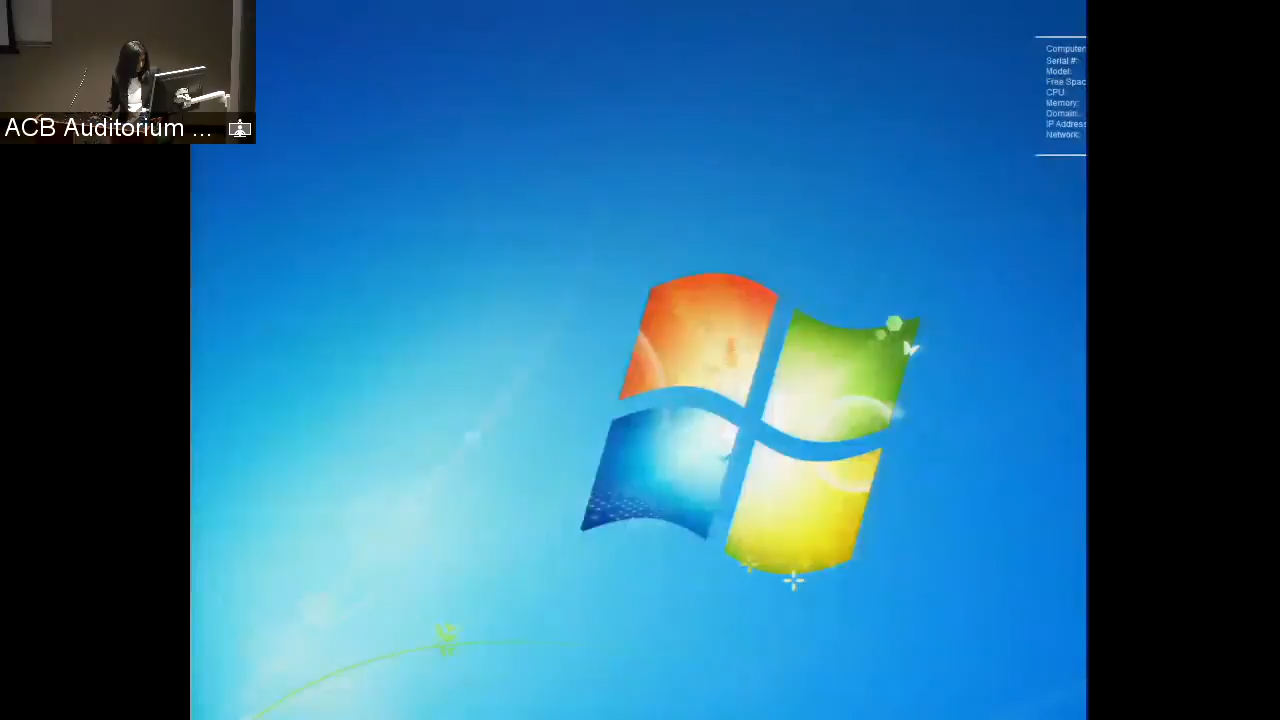 ACB Auditorium ...
Computer
Serial #:
Model:
Free Spac
CPU:
Memory:
Domain:
IP Address
Network: